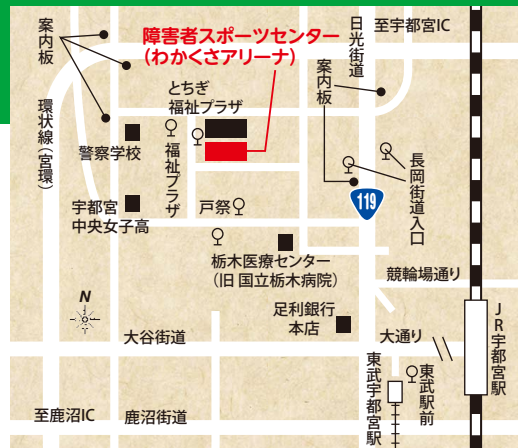 案内板
環状線(宮環)
障害者スポーツセンター
(わかくさアリーナ)
日光街道
至宇都宮IC
とちぎ
福祉プラザ
案内板
警察学校
福祉プラザ
長岡街道入口
宇都宮
中央女子高
戸祭
119
栃木医療センター
(旧 国立栃木病院)
競輪場通り
N
足利銀行
本店
JR宇都宮駅
大谷街道
大通り
東武宇都宮駅
東武駅前
至鹿沼IC
鹿沼街道